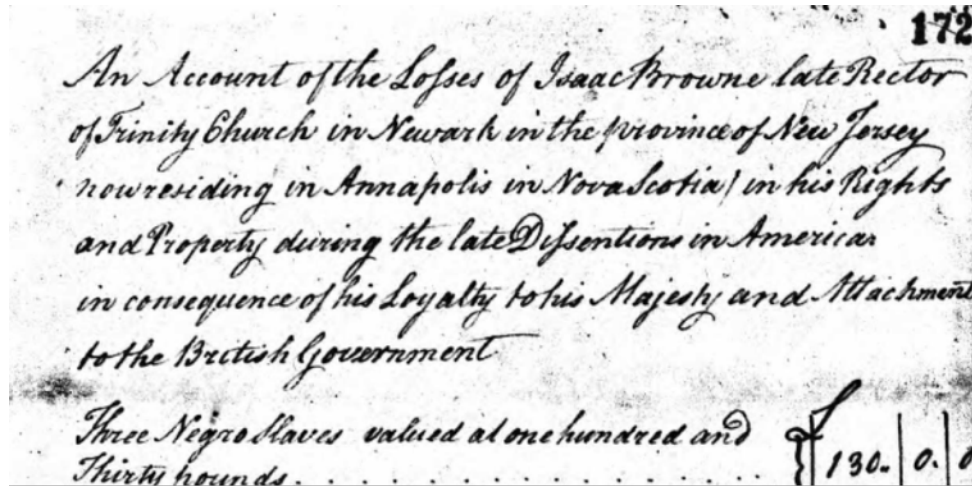 172
An Account of the Losses of Isaac Browne late Rector
of Trinity Church in Newark in the province of New Jersey
now residing in Annapolis in Nova Scotia / in his Rights
and Property during the late Dissentions in America
in consequence of his Loyalty to his Majesty and Attachment
to the British Government
Three Negro Slaves valued at one hundred and
Thirty pounds. . . . . . . . . . . 130. 0. 0